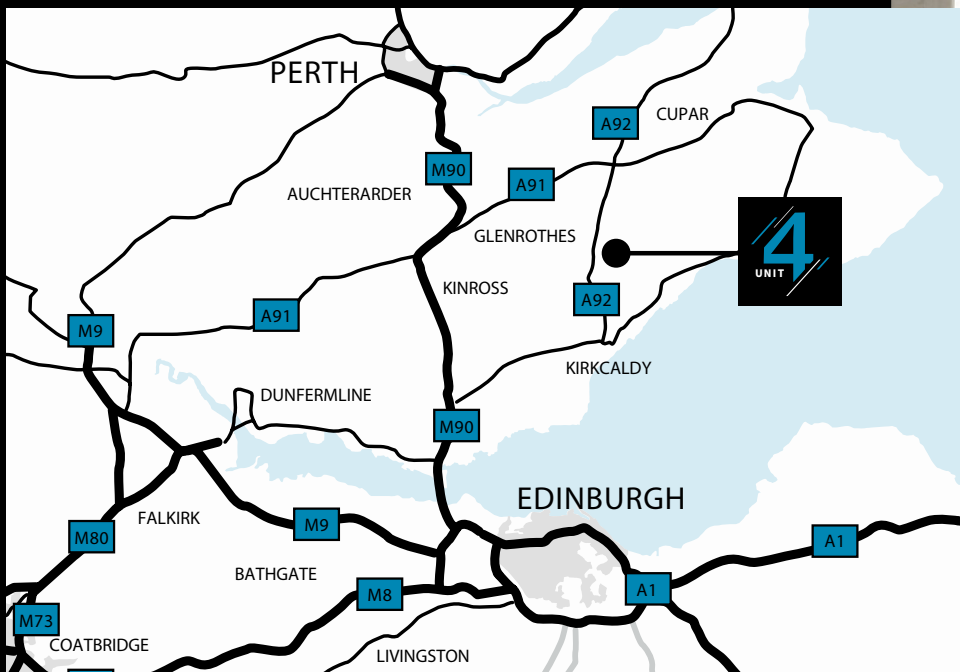 PERTH
A92
CUPAR
M90
A91
AUCHTERARDER
GLENROTHES
4
UNIT
KINROSS
A92
A91
M9
KIRKCALDY
DUNFERMLINE
M90
EDINBURGH
FALKIRK
M9
M80
A1
BATHGATE
M8
A1
M73
COATBRIDGE
LIVINGSTON